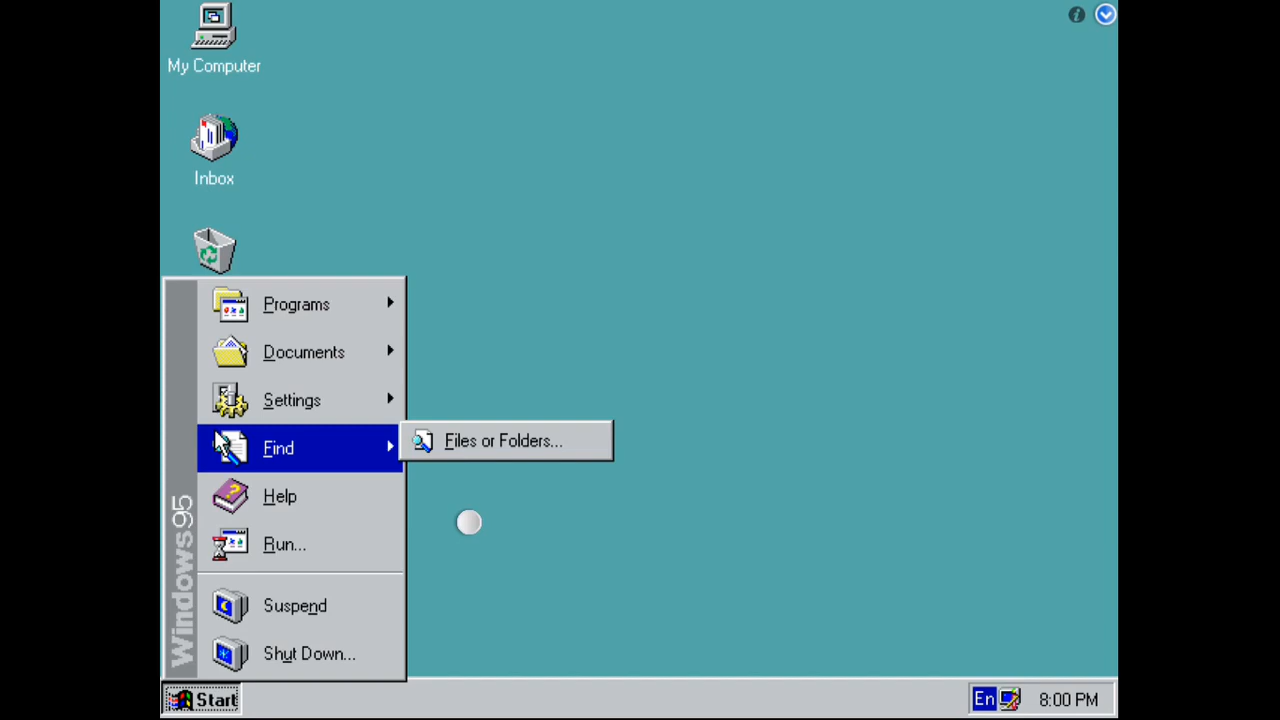 My Computer
Inbox
Programs
Documents
Settings
Find
Files or Folders...
Help
Run...
Suspend
Shut Down...
Windows95
Start
En
8:00 PM